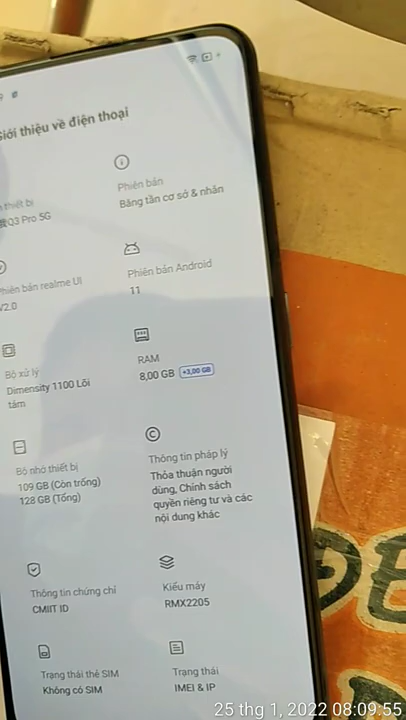 Giới thiệu về điện thoại
thiết bị
Q3 Pro 5G
Phiên bản
Băng tần cơ sở & nhân
Phiên bản realme UI
V2.0
Phiên bản Android
11
Bộ xử lý
Dimensity 1100 Lõi
tám
RAM
8,00 GB +3,00 GB
Bộ nhớ thiết bị
109 GB (Còn trống)
128 GB (Tổng)
Thông tin pháp lý
Thỏa thuận người
dùng, Chính sách
quyền riêng tư và các
nội dung khác
Thông tin chứng chỉ
CMIIT ID
Kiểu máy
RMX2205
Trạng thái thẻ SIM
Không có SIM
Trạng thái
IMEI & IP
25 thg 1, 2022 08:09:55